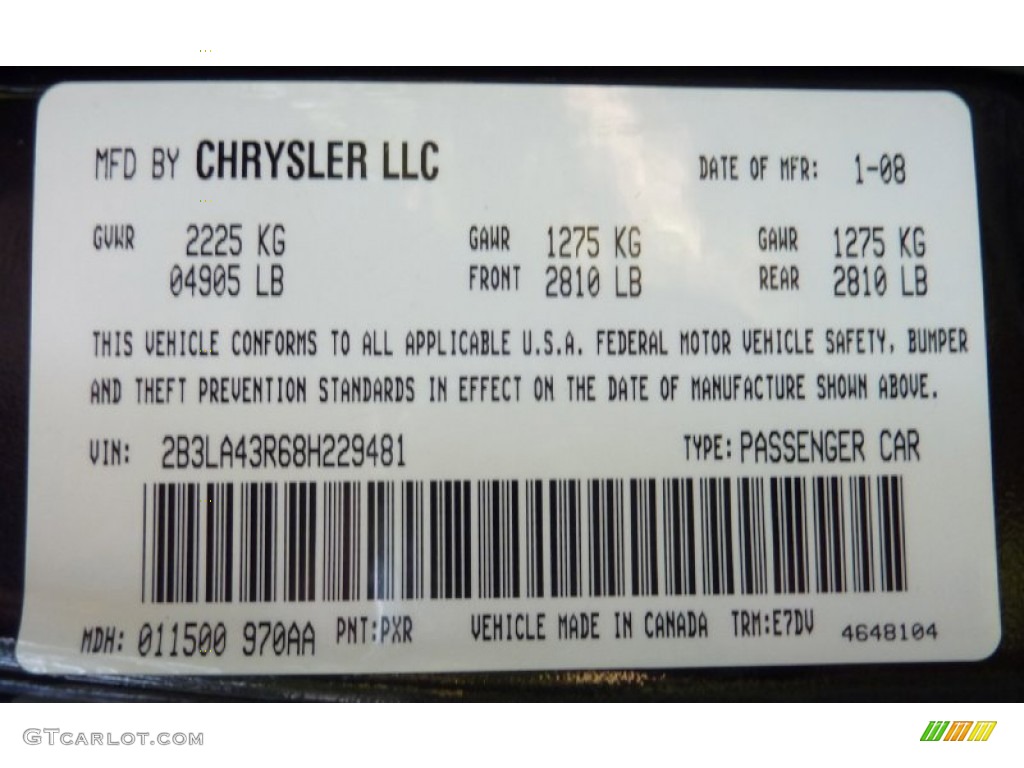 MFD BY CHRYSLER LLC DATE OF MFR: 1-08
GVWR 2225 KG GAWR 1275 KG GAWR 1275 KG
04905 LB FRONT 2810 LB REAR 2810 LB
THIS VEHICLE CONFORMS TO ALL APPLICABLE U.S.A. FEDERAL MOTOR VEHICLE SAFETY, BUMPER
AND THEFT PREVENTION STANDARDS IN EFFECT ON THE DATE OF MANUFACTURE SHOWN ABOVE.
VIN: 2B3LA43R68H229481 TYPE: PASSENGER CAR
MDH: 011500 970AA PNT:PXR VEHICLE MADE IN CANADA TRM:E7DV 4648104
GTCARLOT.COM